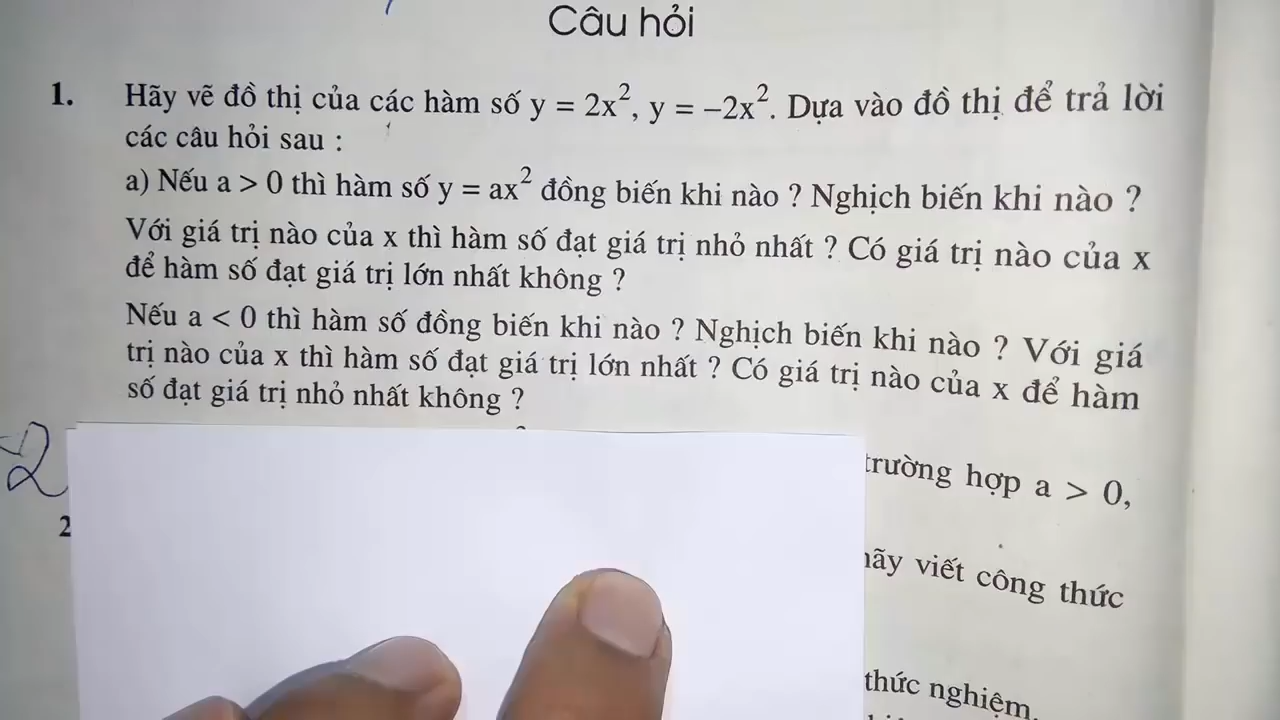 Câu hỏi
1. Hãy vẽ đồ thị của các hàm số y = 2x², y = –2x². Dựa vào đồ thị để trả lời
các câu hỏi sau :
a) Nếu a > 0 thì hàm số y = ax² đồng biến khi nào ? Nghịch biến khi nào ?
Với giá trị nào của x thì hàm số đạt giá trị nhỏ nhất ? Có giá trị nào của x
để hàm số đạt giá trị lớn nhất không ?
Nếu a < 0 thì hàm số đồng biến khi nào ? Nghịch biến khi nào ? Với giá
trị nào của x thì hàm số đạt giá trị lớn nhất ? Có giá trị nào của x để hàm
số đạt giá trị nhỏ nhất không ?
trường hợp a > 0,
2
viết công thức
thức nghiệm.